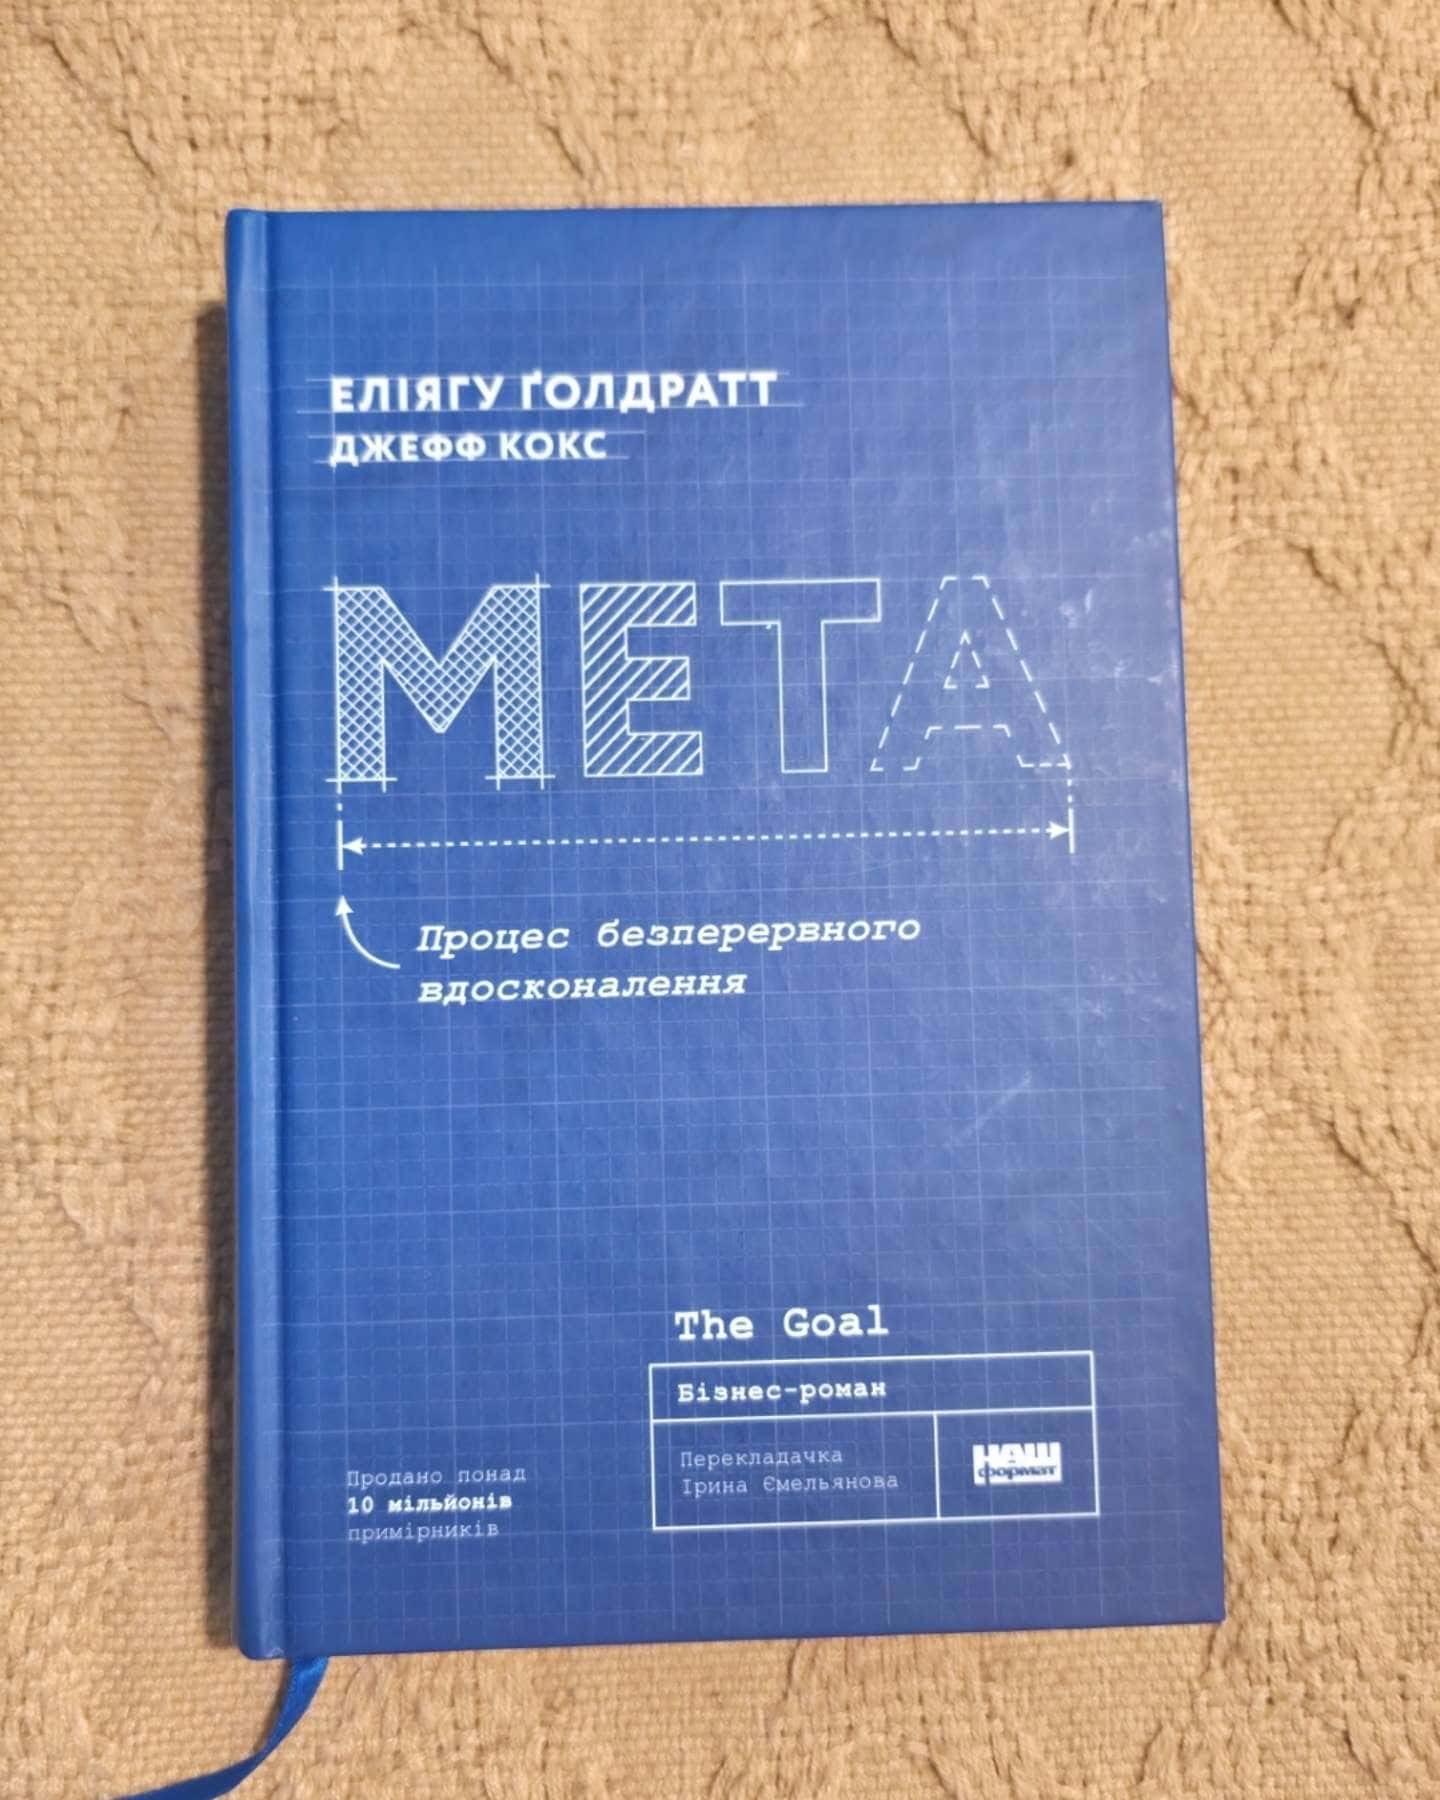 ЕЛІЯГУ ҐОЛДРАТТ
ДЖЕФФ КОКС
МЕТА
Процес безперервного
вдосконалення
The Goal
Бізнес-роман
Перекладачка
Ірина Ємельянова
НАШ
формат
Продано понад
10 мільйонів
примірників